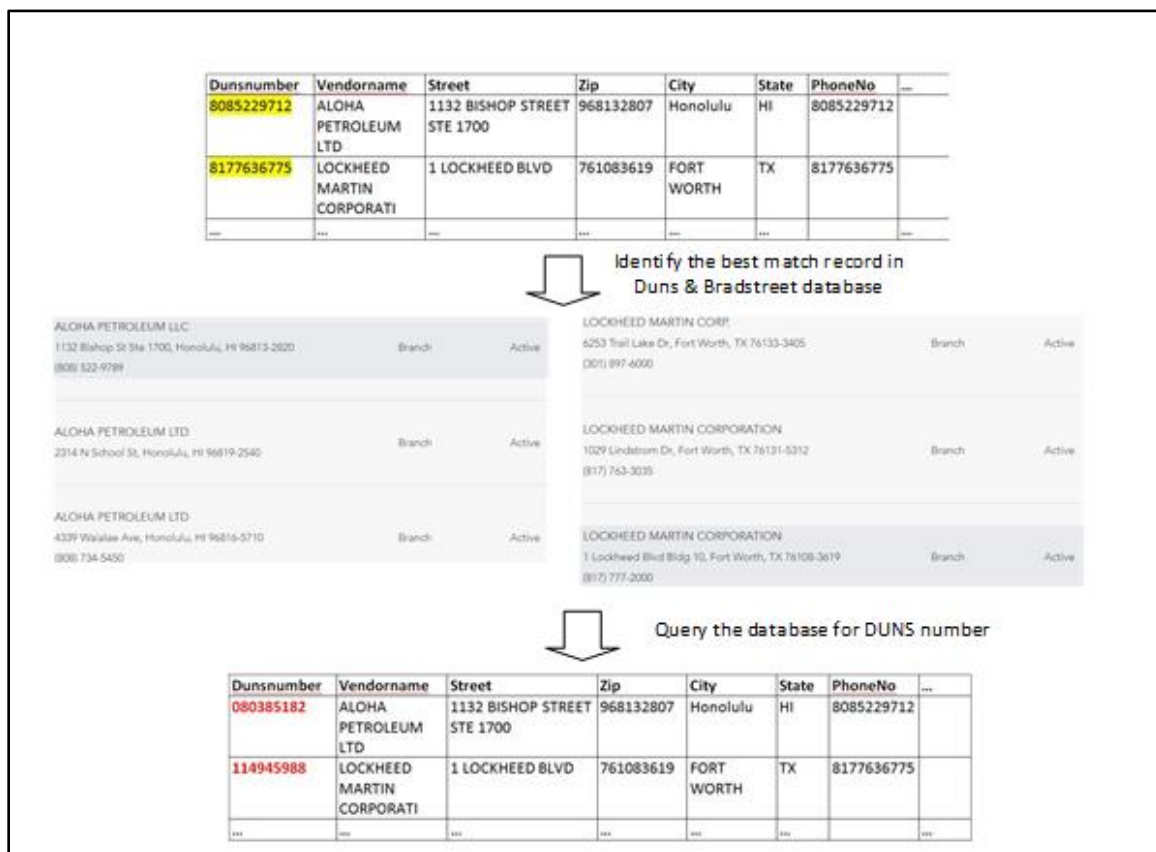 Dunsnumber Vendorname Street Zip City State PhoneNo ...
8085229712 ALOHA 1132 BISHOP STREET 968132807 Honolulu HI 8085229712
PETROLEUM STE 1700
LTD
8177636775 LOCKHEED 1 LOCKHEED BLVD 761083619 FORT TX 8177636775
MARTIN WORTH
CORPORATI
... ... ... ... ... ... ...
Identify the best match record in
Duns & Bradstreet database
ALOHA PETROLEUM LLC
1132 Bishop St Ste 1700, Honolulu, HI 96813-2820 Branch Active
(808) 522-9789
ALOHA PETROLEUM LTD
2314 N School St, Honolulu, HI 96819-2540 Branch Active
ALOHA PETROLEUM LTD
4339 Waialae Ave, Honolulu, HI 96816-5710 Branch Active
(808) 734-5450
LOCKHEED MARTIN CORP.
6253 Trail Lake Dr, Fort Worth, TX 76133-3405 Branch Active
(301) 897-6000
LOCKHEED MARTIN CORPORATION
1029 Lindstrom Dr, Fort Worth, TX 76131-5312 Branch Active
(817) 763-3035
LOCKHEED MARTIN CORPORATION
1 Lockheed Blvd Bldg 10, Fort Worth, TX 76108-3619 Branch Active
(817) 777-2000
Query the database for DUNS number
Dunsnumber Vendorname Street Zip City State PhoneNo ...
080385182 ALOHA 1132 BISHOP STREET 968132807 Honolulu HI 8085229712
PETROLEUM STE 1700
LTD
114945988 LOCKHEED 1 LOCKHEED BLVD 761083619 FORT TX 8177636775
MARTIN WORTH
CORPORATI
... ... ... ... ... ... ...